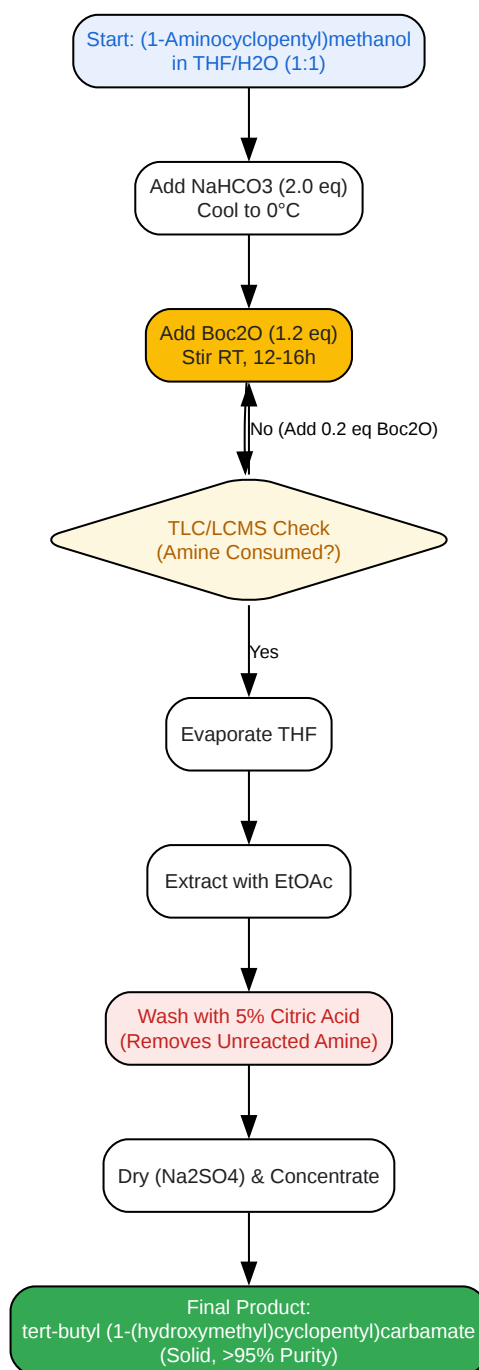 Start: (1-Aminocyclopentyl)methanol
in THF/H2O (1:1)
Add NaHCO3 (2.0 eq)
Cool to 0°C
Add Boc2O (1.2 eq)
Stir RT, 12-16h
No (Add 0.2 eq Boc2O)
TLC/LCMS Check
(Amine Consumed?)
Yes
Evaporate THF
Extract with EtOAc
Wash with 5% Citric Acid
(Removes Unreacted Amine)
Dry (Na2SO4) & Concentrate
Final Product:
tert-butyl (1-(hydroxymethyl)cyclopentyl)carbamate
(Solid, >95% Purity)